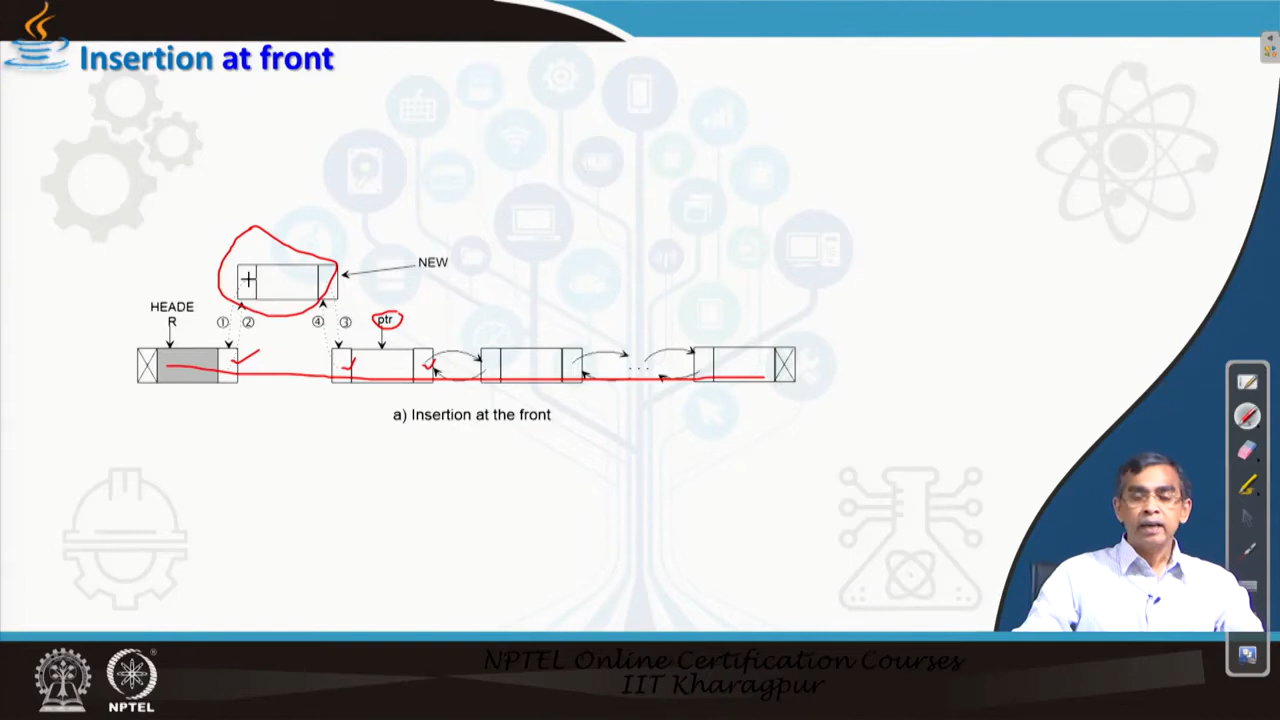 Insertion at front
NEW
HEADE
R
① ② ④ ③ ptr
. . .
a) Insertion at the front
NPTEL Online Certification Courses
IIT Kharagpur
NPTEL